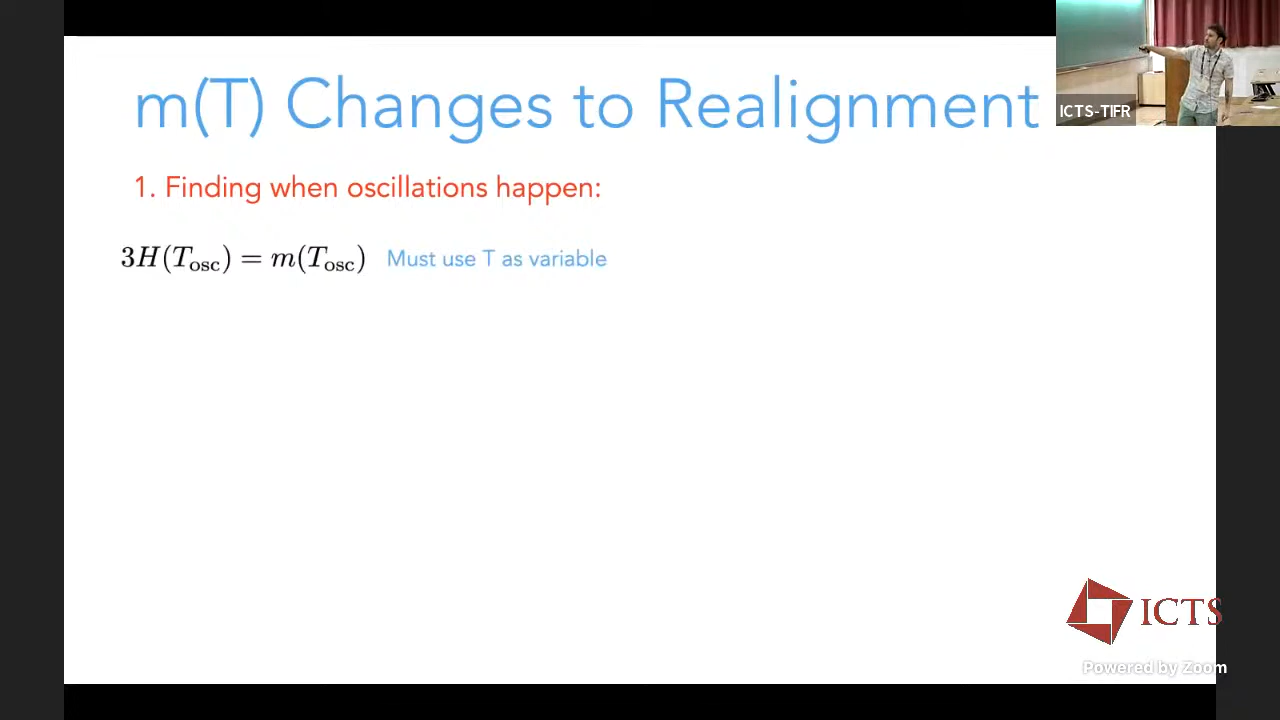 m(T) Changes to Realignment
ICTS-TIFR
1. Finding when oscillations happen:
3H(T_osc) = m(T_osc) Must use T as variable
ICTS
Powered by Zoom